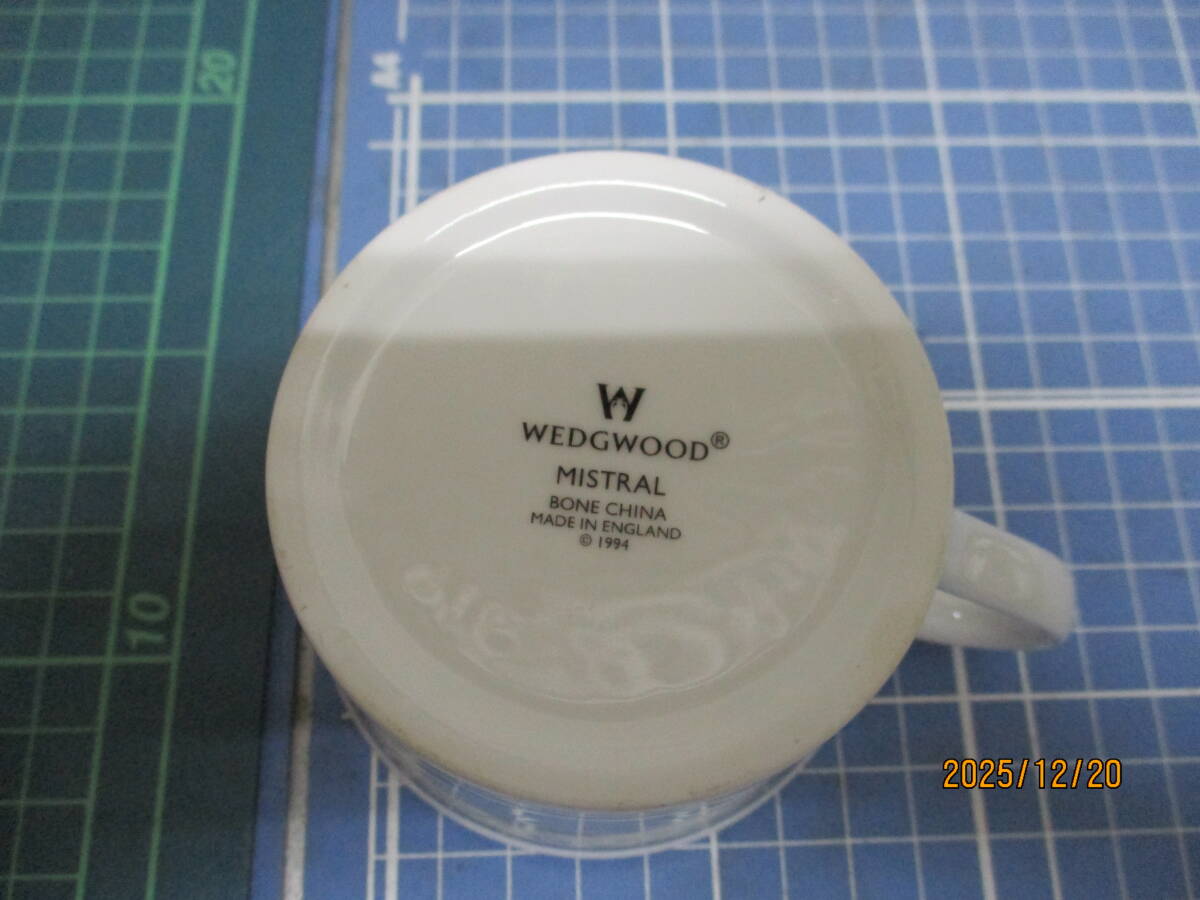 20
A4
W
WEDGWOOD®
MISTRAL
BONE CHINA
MADE IN ENGLAND
© 1994
10
2025/12/20